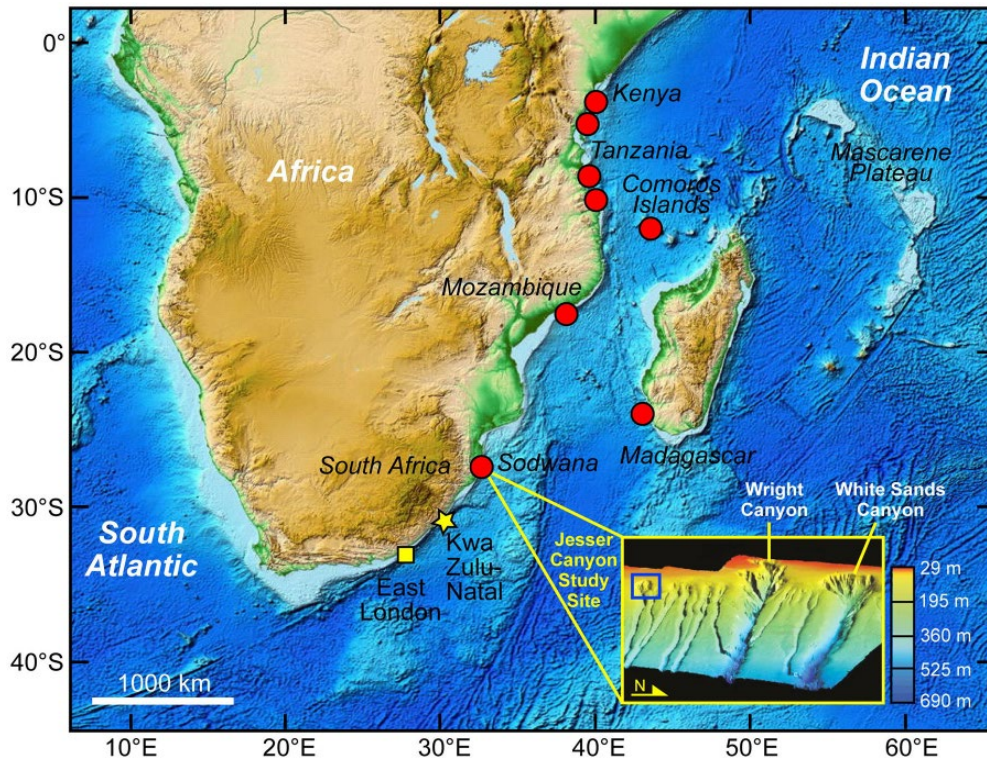 0°
10°S
20°S
30°S
40°S
Indian
Ocean
Kenya
Africa
Tanzania
Mascarene
Plateau
Comoros
Islands
Mozambique
South Africa
Sodwana
Madagascar
South
Atlantic
Kwa
Zulu-
Natal
East
London
Wright
Canyon
White Sands
Canyon
Jesser
Canyon
Study
Site
29 m
195 m
360 m
525 m
690 m
N
1000 km
10°E
20°E
30°E
40°E
50°E
60°E